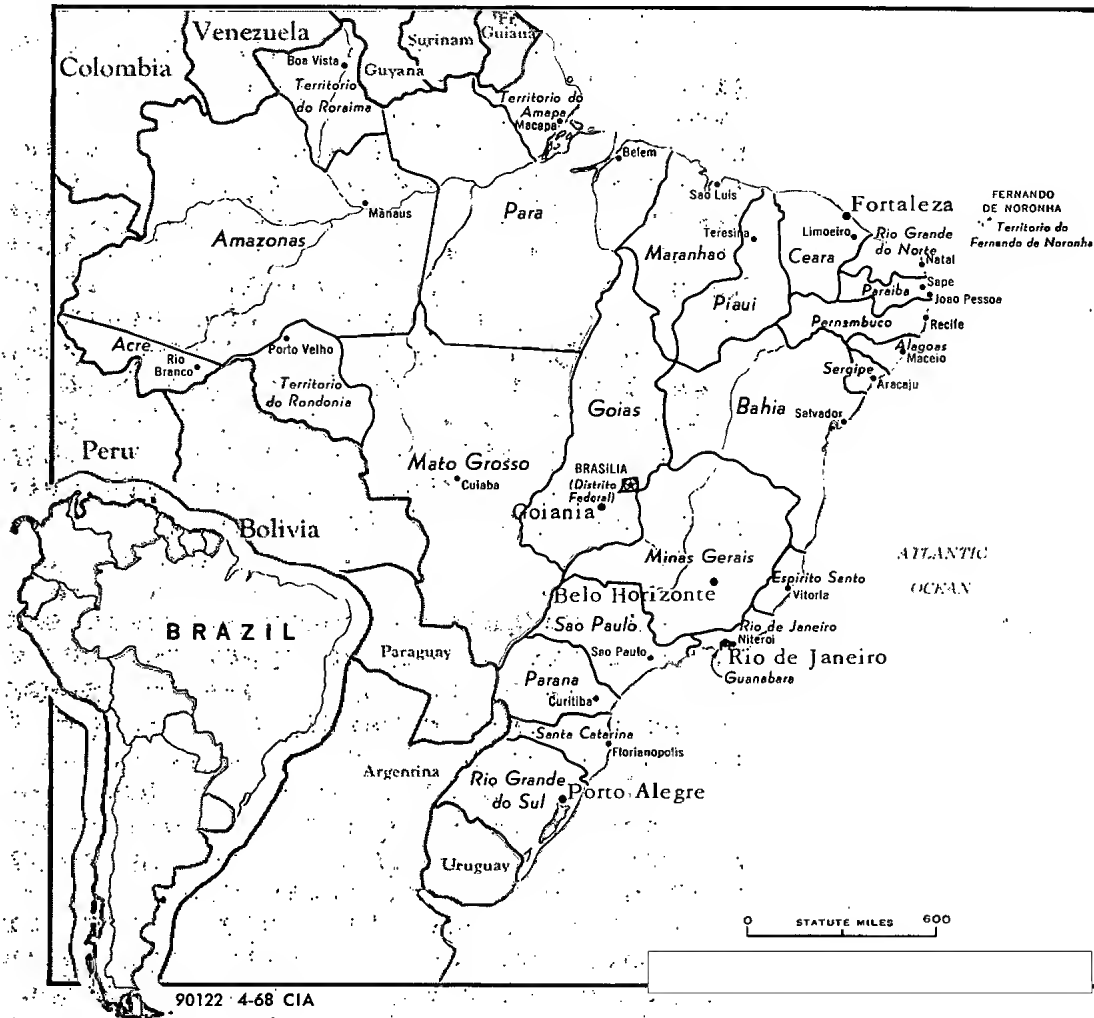 Venezuela
Surinam
Fr
Guiana
Colombia
Boa Vista
Guyana
Territorio
do Roraima
Territorio do
Amapa
Macapa
Belem
Sao Luis
Manaus
Para
Fortaleza
FERNANDO
DE NORONHA
Territorio do
Fernando de Noronha
Amazonas
Teresina
Limoeiro
Rio Grande
do Norte
Maranhao
Ceara
Natal
Sape
Paraiba
Joao Pessoa
Piaui
Pernambuco
Recife
Acre
Rio
Branco
Porto Velho
Alagoas
Maceio
Sergipe
Aracaju
Territorio
do Rondonia
Goias
Bahia
Salvador
Peru
Mato Grosso
Cuiaba
BRASILIA
(Distrito
Federal)
Goiania
Bolivia
Minas Gerais
ATLANTIC
OCEAN
Espirito Santo
Vitoria
Belo Horizonte
BRAZIL
Sao Paulo
Rio de Janeiro
Niteroi
Paraguay
Sao Paulo
Rio de Janeiro
Guanabara
Parana
Curitiba
Santa Catarina
Florianopolis
Argentina
Rio Grande
do Sul
Porto Alegre
Uruguay
0 STATUTE MILES 600
90122 4-68 CIA